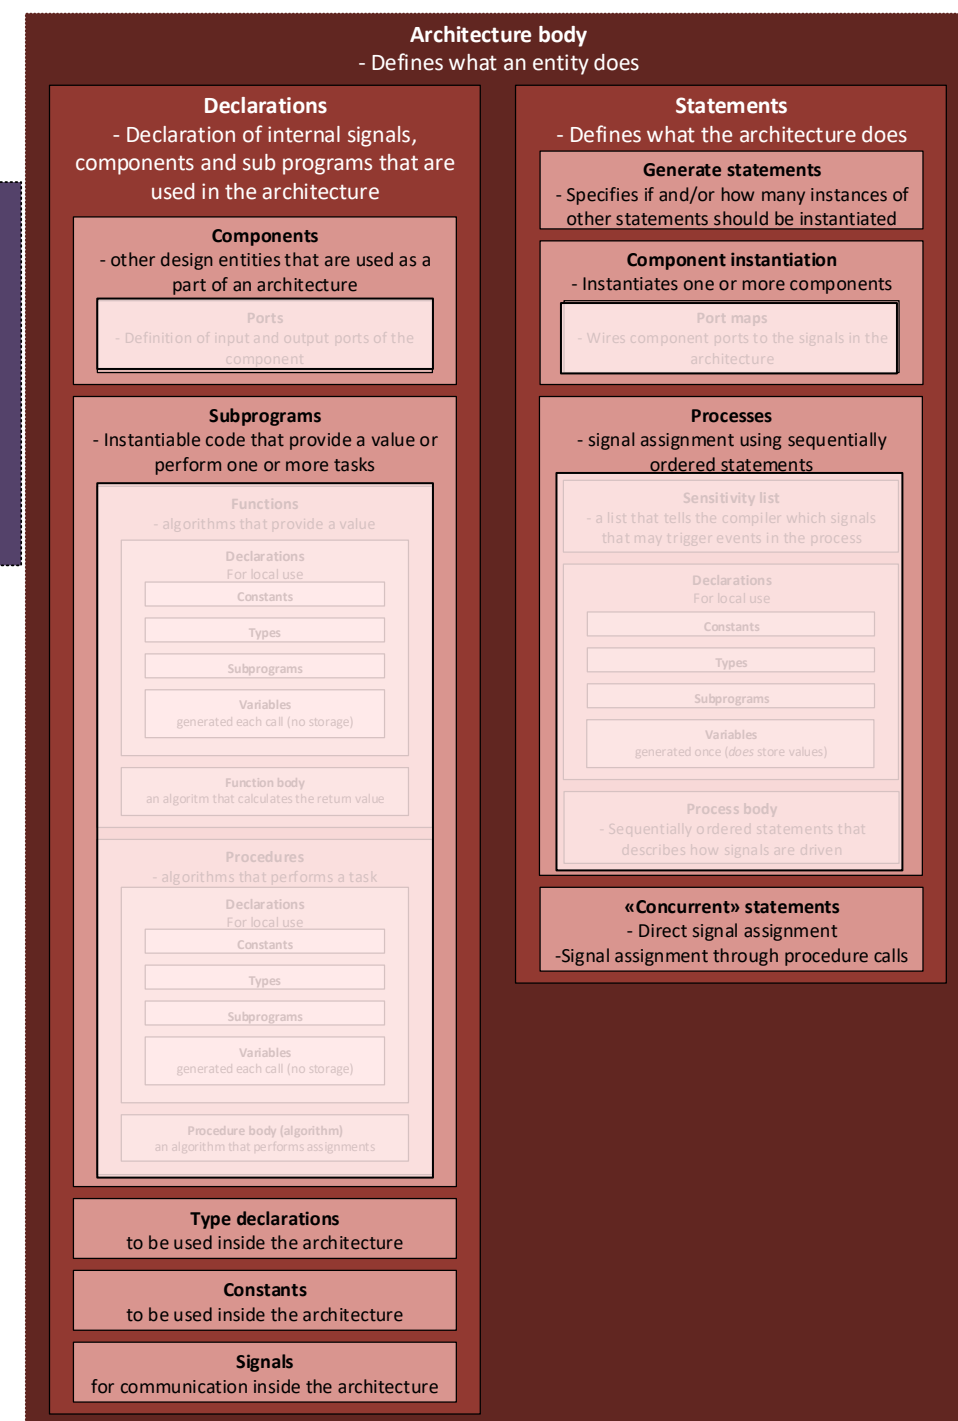 Architecture body
- Defines what an entity does
Declarations
- Declaration of internal signals,
components and sub programs that are
used in the architecture
Components
- other design entities that are used as a
part of an architecture
Ports
- Definition of input and output ports of the
component
Subprograms
- Instantiable code that provide a value or
perform one or more tasks
Functions
- algorithms that provide a value
Declarations
For local use
Constants
Types
Subprograms
Variables
generated each call (no storage)
Function body
an algoritm that calculates the return value
Procedures
- algorithms that performs a task
Declarations
For local use
Constants
Types
Subprograms
Variables
generated each call (no storage)
Procedure body (algorithm)
an algorithm that performs assignments
Type declarations
to be used inside the architecture
Constants
to be used inside the architecture
Signals
for communication inside the architecture
Statements
- Defines what the architecture does
Generate statements
- Specifies if and/or how many instances of
other statements should be instantiated
Component instantiation
- Instantiates one or more components
Port maps
- Wires component ports to the signals in the
architecture
Processes
- signal assignment using sequentially
ordered statements
Sensitivity list
- a list that tells the compiler which signals
that may trigger events in the process
Declarations
For local use
Constants
Types
Subprograms
Variables
generated once (does store values)
Process body
- Sequentially ordered statements that
describes how signals are driven
«Concurrent» statements
- Direct signal assignment
-Signal assignment through procedure calls